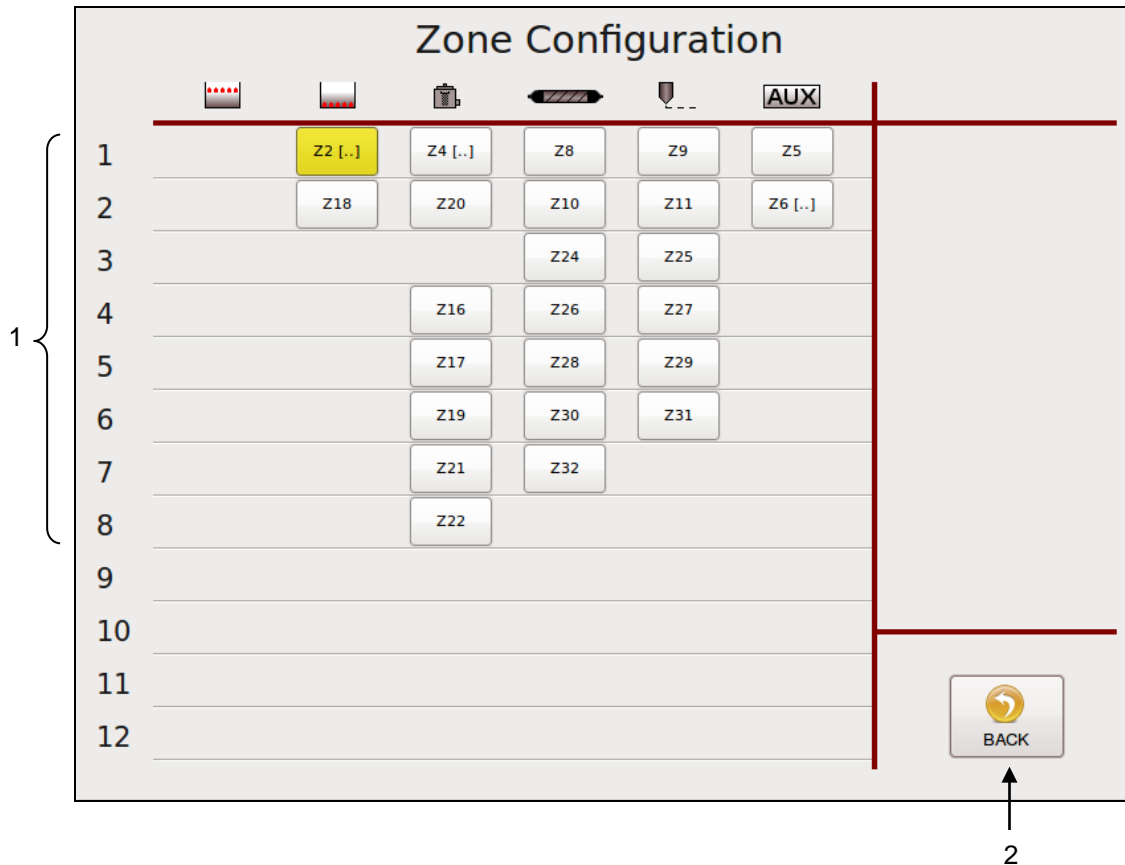 Zone Configuration
AUX
1 Z2 [..] Z4 [..] Z8 Z9 Z5
2 Z18 Z20 Z10 Z11 Z6 [..]
3 Z24 Z25
4 Z16 Z26 Z27
1
5 Z17 Z28 Z29
6 Z19 Z30 Z31
7 Z21 Z32
8 Z22
9
10
11
12
BACK
2